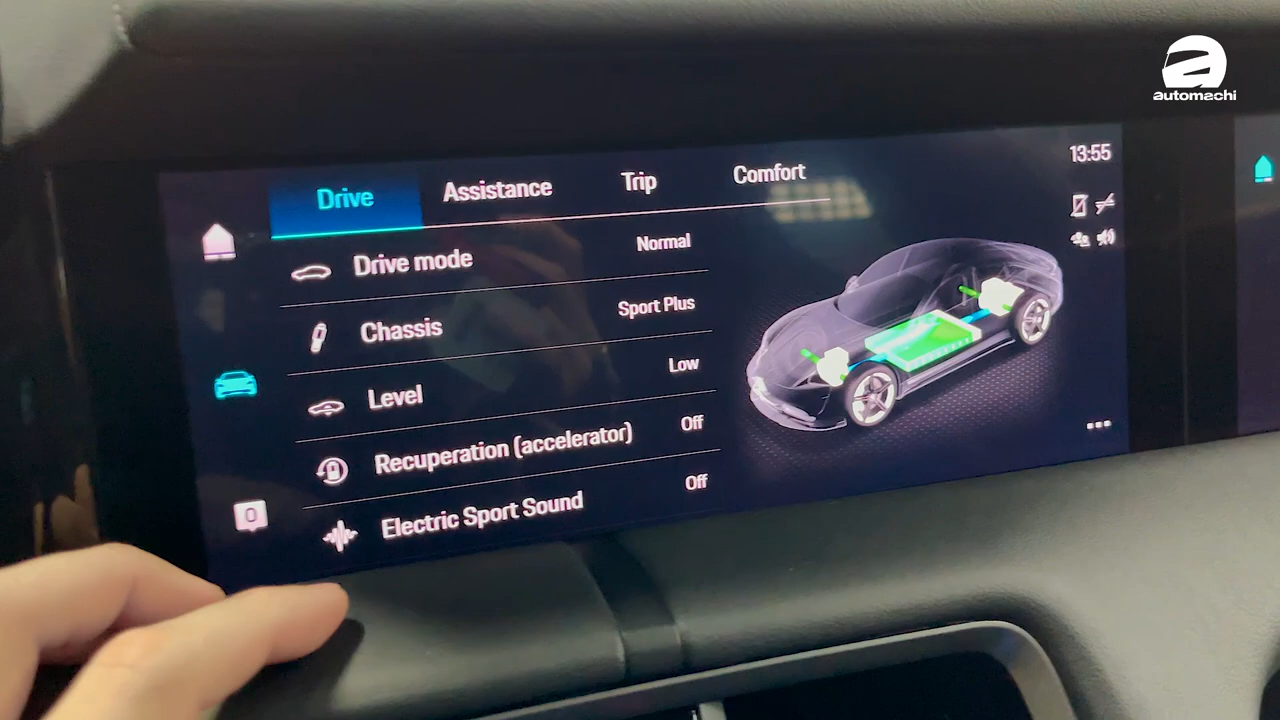 automachi
13:55
Drive Assistance Trip Comfort
Drive mode Normal
Chassis Sport Plus
Level Low
Recuperation (accelerator) Off
Electric Sport Sound Off
0